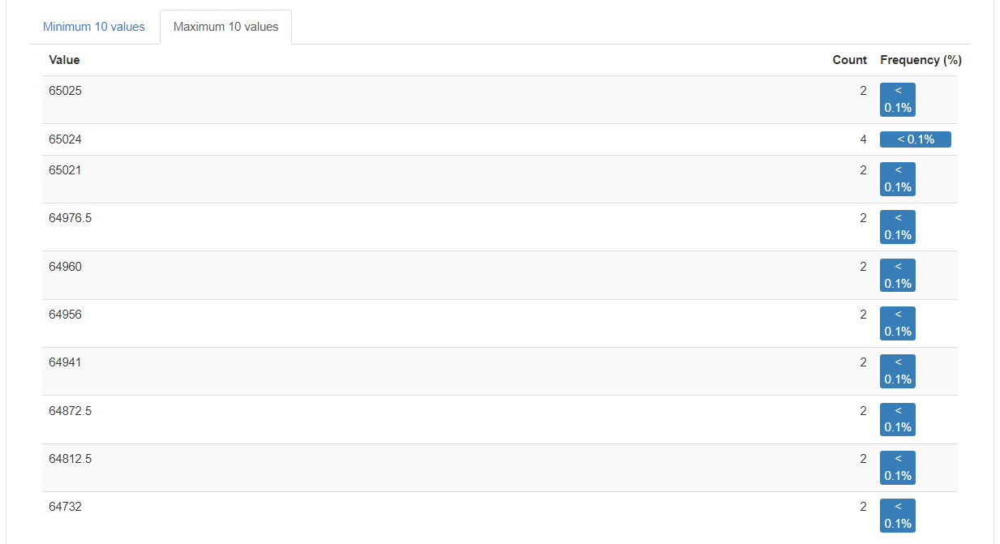 Minimum 10 values Maximum 10 values
Value Count Frequency (%)
65025 2 <
0.1%
65024 4 < 0.1%
65021 2 <
0.1%
64976.5 2 <
0.1%
64960 2 <
0.1%
64956 2 <
0.1%
64941 2 <
0.1%
64872.5 2 <
0.1%
64812.5 2 <
0.1%
64732 2 <
0.1%